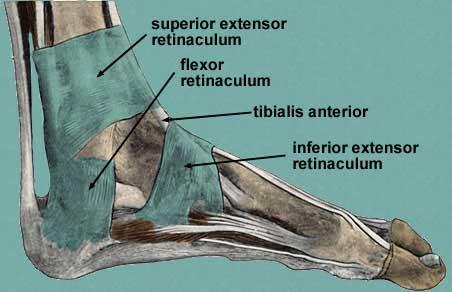 superior extensor
retinaculum
flexor
retinaculum
tibialis anterior
inferior extensor
retinaculum